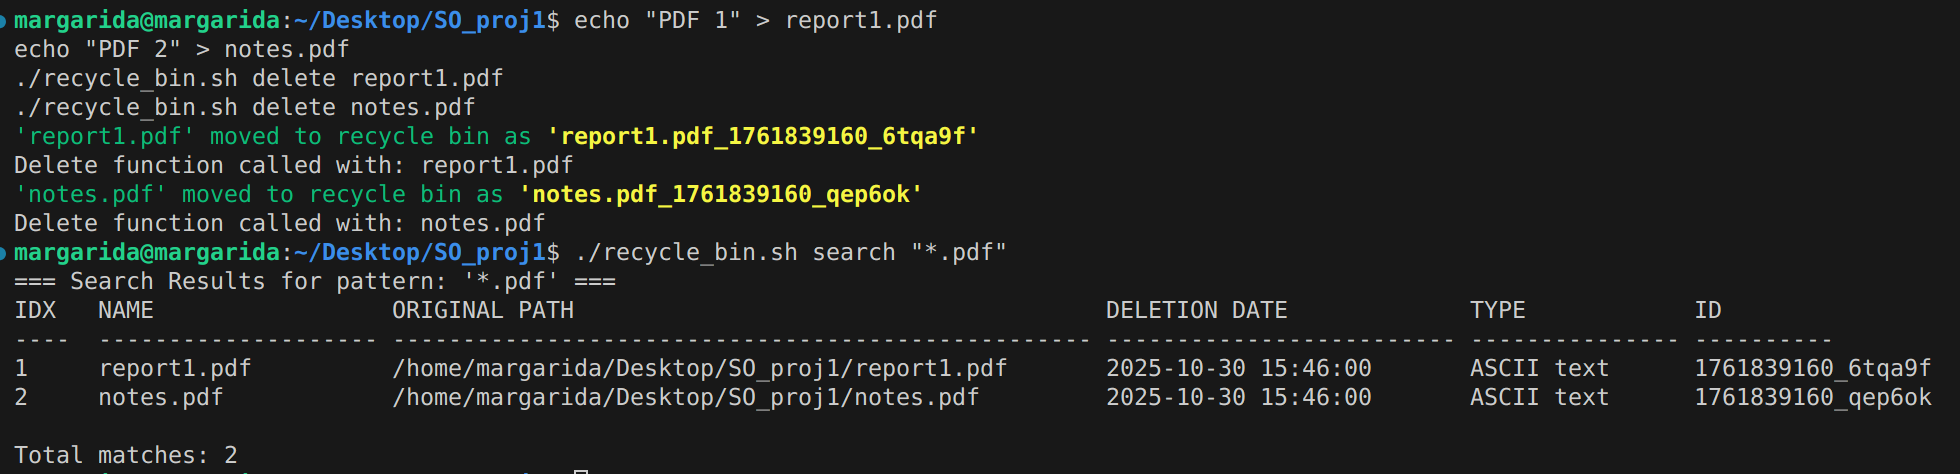 margarida@margarida:~/Desktop/SO_proj1$ echo "PDF 1" > report1.pdf
echo "PDF 2" > notes.pdf
./recycle_bin.sh delete report1.pdf
./recycle_bin.sh delete notes.pdf
'report1.pdf' moved to recycle bin as 'report1.pdf_1761839160_6tqa9f'
Delete function called with: report1.pdf
'notes.pdf' moved to recycle bin as 'notes.pdf_1761839160_qep6ok'
Delete function called with: notes.pdf
margarida@margarida:~/Desktop/SO_proj1$ ./recycle_bin.sh search "*.pdf"
=== Search Results for pattern: '*.pdf' ===
IDX   NAME                 ORIGINAL PATH                                      DELETION DATE             TYPE            ID
----  -------------------- -------------------------------------------------- ------------------------- --------------- ----------
1     report1.pdf          /home/margarida/Desktop/SO_proj1/report1.pdf       2025-10-30 15:46:00       ASCII text      1761839160_6tqa9f
2     notes.pdf            /home/margarida/Desktop/SO_proj1/notes.pdf         2025-10-30 15:46:00       ASCII text      1761839160_qep6ok
Total matches: 2